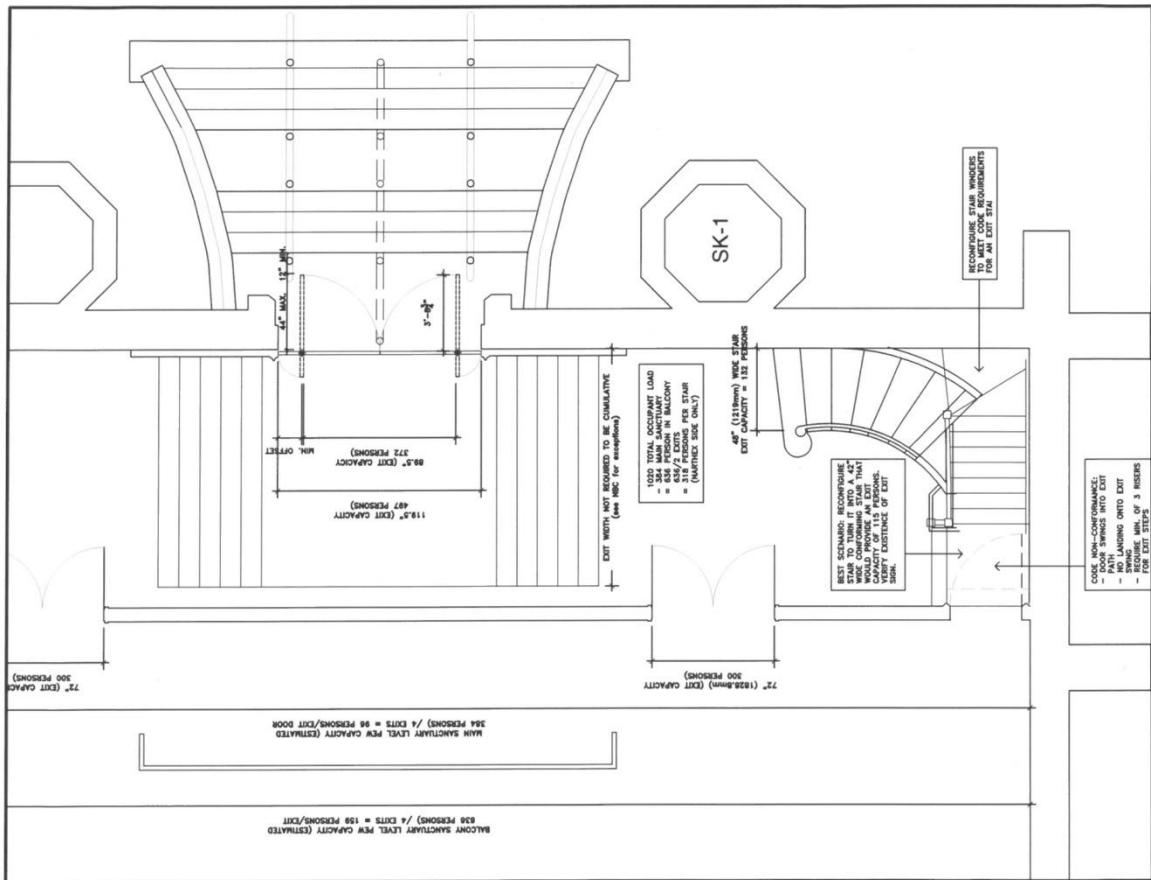 44" MAX.
12" MIN.
3'-8¾"
MIN. OFFSET
89.5" (EXIT CAPACITY
372 PERSONS)
119.5" (EXIT CAPACITY
497 PERSONS)
EXIT WIDTH NOT REQUIRED TO BE CUMULATIVE
(see NBC for exceptions)
1020 TOTAL OCCUPANT LOAD
- 384 MAIN SANCTUARY
= 636 PERSON IN BALCONY
= 636/2 EXITS
= 318 PERSONS PER STAIR
(NARTHEX SIDE ONLY)
SK-1
RECONFIGURE STAIR WINDERS
TO MEET CODE REQUIREMENTS
FOR AN EXIT STAI
48" (1219mm) WIDE STAIR
EXIT CAPACITY = 132 PERSONS
BEST SCENARIO: RECONFIGURE
STAIR TO TURN IT INTO A 42"
WIDE CONFORMING STAIR THAT
WOULD PROVIDE AN EXIT
CAPACITY OF 115 PERSONS.
VERIFY EXISTENCE OF EXIT
SIGN.
CODE NON-CONFORMANCE:
- DOOR SWINGS INTO EXIT
PATH
- NO LANDING ONTO EXIT
SWING
- REQUIRE MIN. OF 3 RISERS
FOR EXIT STEPS
72" (EXIT CAPACI
300 PERSONS)
72" (1828.8mm) (EXIT CAPACITY
300 PERSONS)
MAIN SANCTUARY LEVEL PEW CAPACITY (ESTIMATED
384 PERSONS) /4 EXITS = 96 PERSONS/EXIT DOOR
BALCONY SANCTUARY LEVEL PEW CAPACITY (ESTIMATED
636 PERSONS) /4 EXITS = 159 PERSONS/EXIT